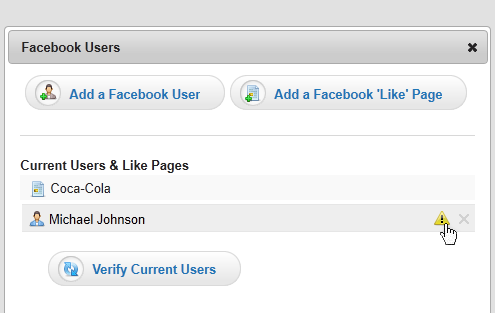 Facebook Users
Add a Facebook User
Add a Facebook 'Like' Page
Current Users & Like Pages
Coca-Cola
Michael Johnson
Verify Current Users